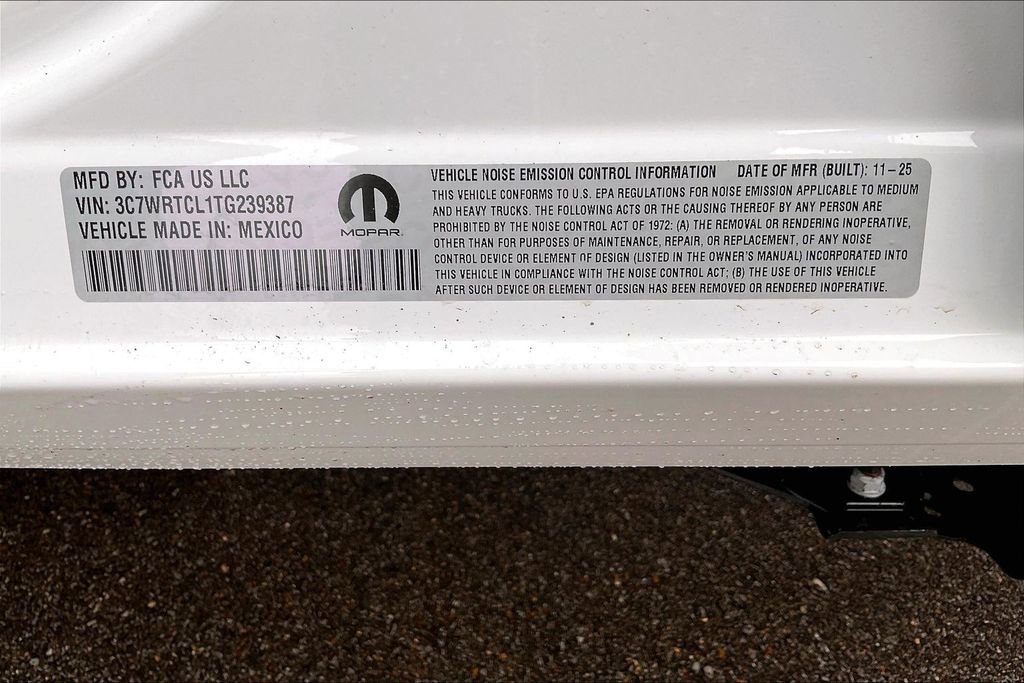 MFD BY: FCA US LLC
VIN: 3C7WRTCL1TG239387
VEHICLE MADE IN: MEXICO
MOPAR
VEHICLE NOISE EMISSION CONTROL INFORMATION DATE OF MFR (BUILT): 11-25
THIS VEHICLE CONFORMS TO U.S. EPA REGULATIONS FOR NOISE EMISSION APPLICABLE TO MEDIUM
AND HEAVY TRUCKS. THE FOLLOWING ACTS OR THE CAUSING THEREOF BY ANY PERSON ARE
PROHIBITED BY THE NOISE CONTROL ACT OF 1972: (A) THE REMOVAL OR RENDERING INOPERATIVE,
OTHER THAN FOR PURPOSES OF MAINTENANCE, REPAIR, OR REPLACEMENT, OF ANY NOISE
CONTROL DEVICE OR ELEMENT OF DESIGN (LISTED IN THE OWNER'S MANUAL) INCORPORATED INTO
THIS VEHICLE IN COMPLIANCE WITH THE NOISE CONTROL ACT; (B) THE USE OF THIS VEHICLE
AFTER SUCH DEVICE OR ELEMENT OF DESIGN HAS BEEN REMOVED OR RENDERED INOPERATIVE.